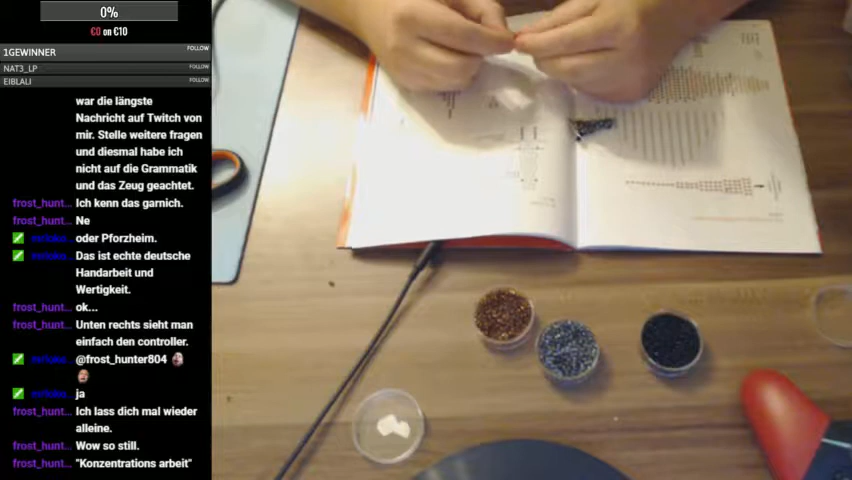 0%
€0 on €10
1GEWINNER FOLLOW
NAT3_LP FOLLOW
EIBLALI FOLLOW
war die längste
Nachricht auf Twitch von
mir. Stelle weitere fragen
und diesmal habe ich
nicht auf die Grammatik
und das Zeug geachtet.
frost_hunt... Ich kenn das garnich.
frost_hunt... Ne
oder Pforzheim.
Das ist echte deutsche
Handarbeit und
Wertigkeit.
frost_hunt... ok...
frost_hunt... Unten rechts sieht man
einfach den controller.
@frost_hunter804
ja
frost_hunt... Ich lass dich mal wieder
alleine.
frost_hunt... Wow so still.
frost_hunt... "Konzentrations arbeit"